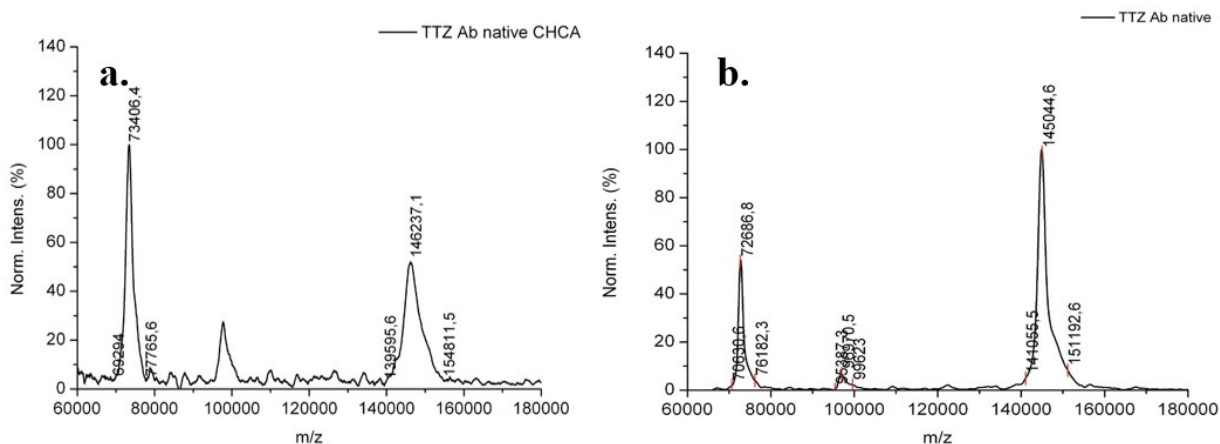 TTZ Ab native CHCA
a.
140
120
100
80
60
40
20
0
Norm. Intens. (%)
69294
73406,4
77765,6
139595,6
146237,1
154811,5
60000 80000 100000 120000 140000 160000 180000
m/z
TTZ Ab native
b.
140
120
100
80
60
40
20
0
Norm. Intens. (%)
70630,6
72686,8
76182,3
99623
141055,5
145044,6
151192,6
60000 80000 100000 120000 140000 160000 180000
m/z